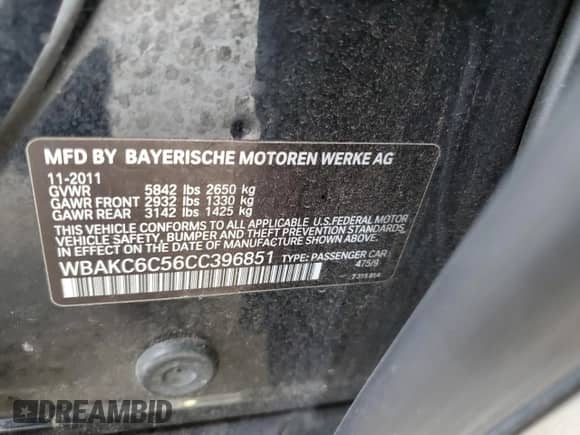 MFD BY BAYERISCHE MOTOREN WERKE AG
11-2011
GVWR 5842 lbs 2650 kg
GAWR FRONT 2932 lbs 1330 kg
GAWR REAR 3142 lbs 1425 kg
THIS VEHICLE CONFORMS TO ALL APPLICABLE U.S.FEDERAL MOTOR
VEHICLE SAFETY, BUMPER AND THEFT PREVENTION STANDARDS
IN EFFECT ON THE DATE OF MANUFACTURE SHOWN ABOVE.
WBAKC6C56CC396851 TYPE: PASSENGER CAR
475/9
DREAMBID